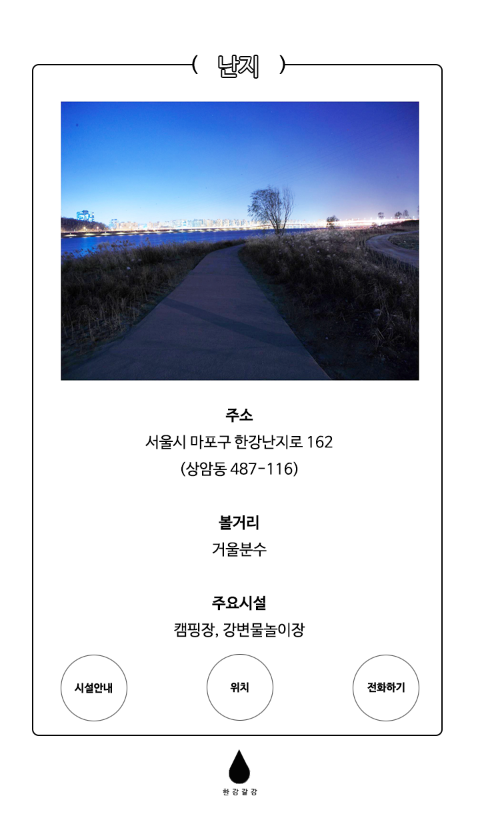 ( 난지 )
주소
서울시 마포구 한강난지로 162
(상암동 487-116)
볼거리
거울분수
주요시설
캠핑장, 강변물놀이장
시설안내
위치
전화하기
한강갈강